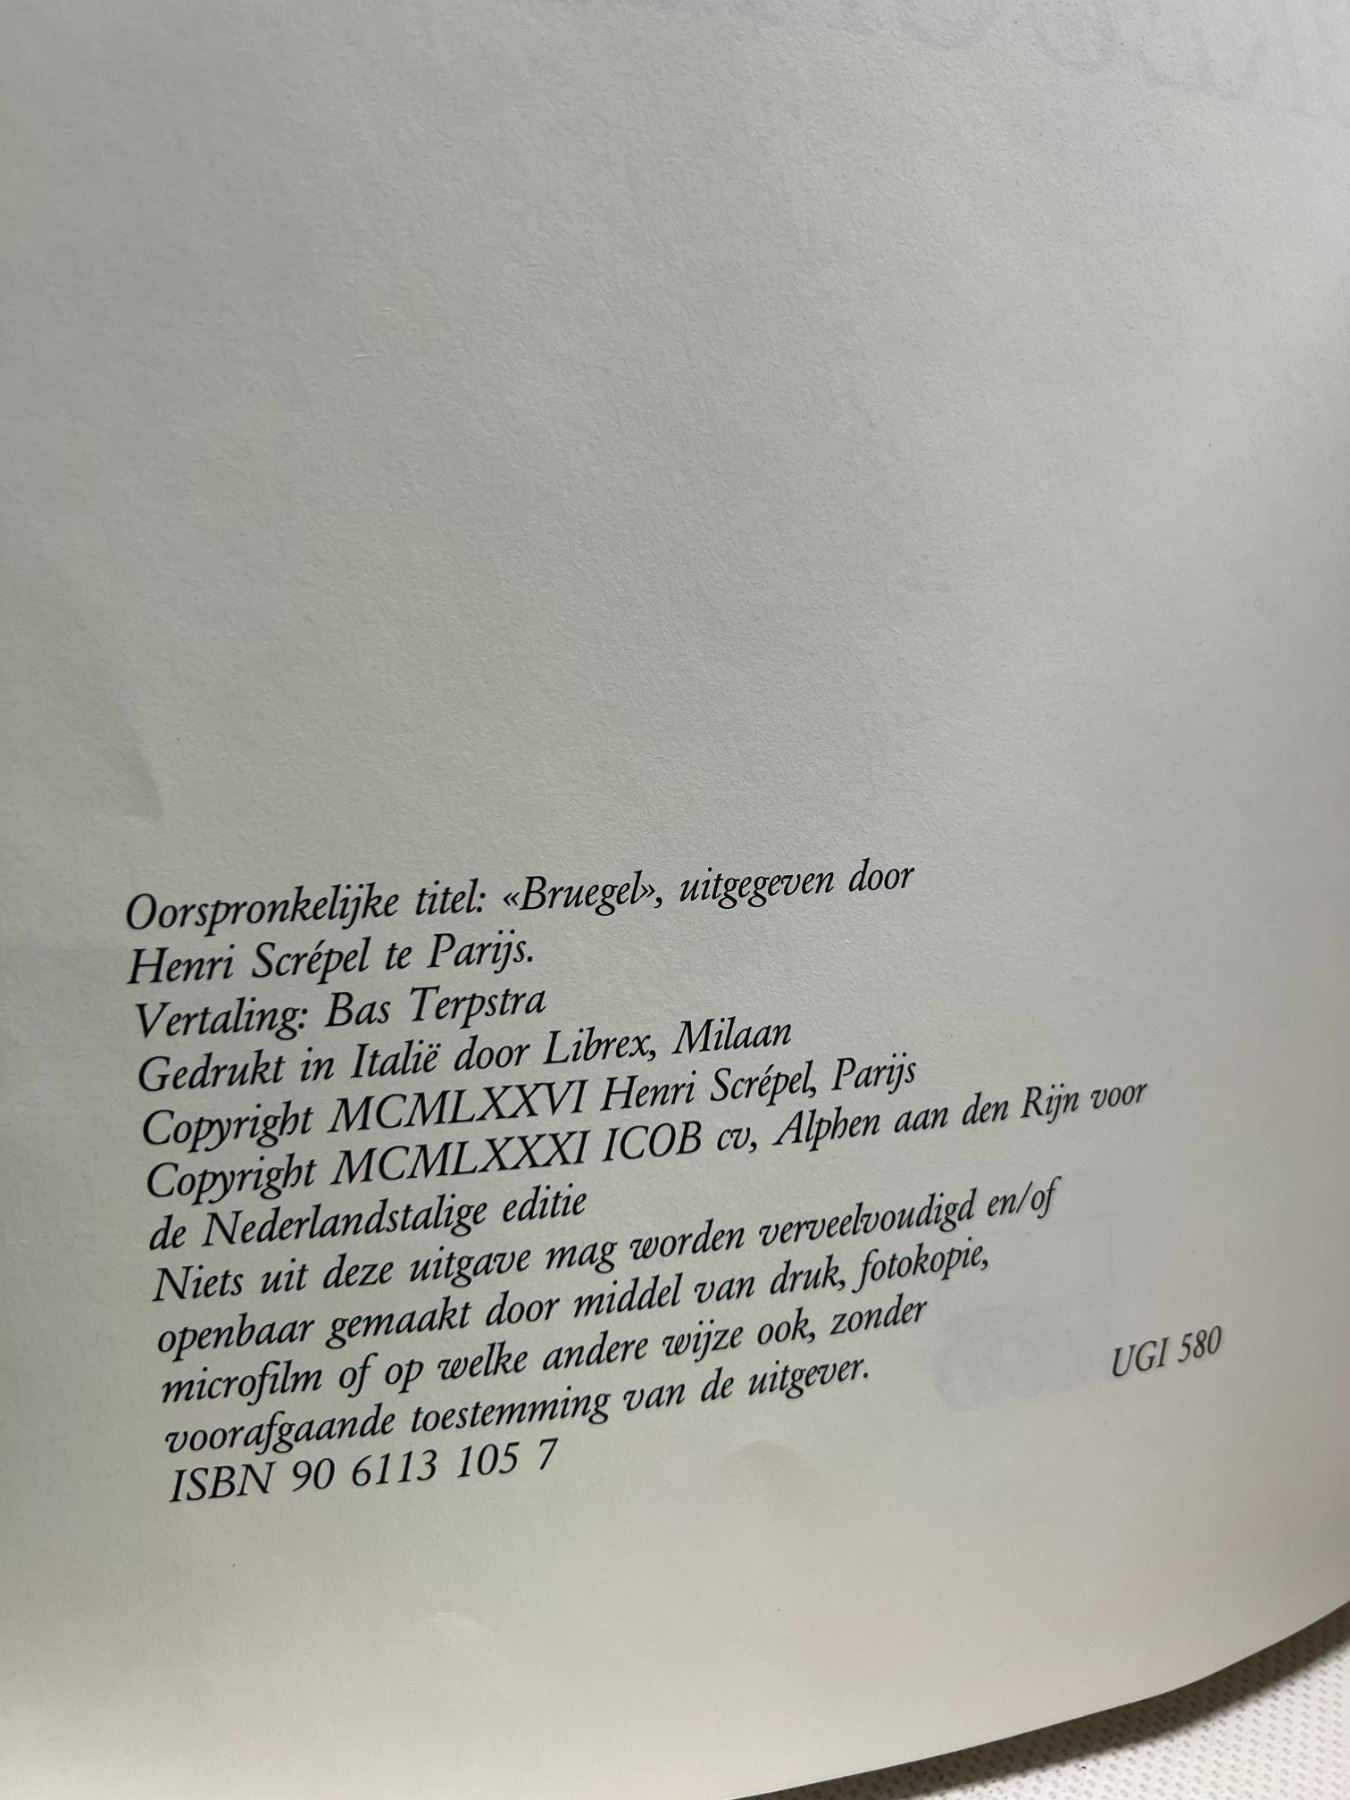 Oorspronkelijke titel: «Bruegel», uitgegeven door
Henri Scrépel te Parijs.
Vertaling: Bas Terpstra
Gedrukt in Italië door Librex, Milaan
Copyright MCMLXXVI Henri Scrépel, Parijs
Copyright MCMLXXXI ICOB cv, Alphen aan den Rijn voor
de Nederlandstalige editie
Niets uit deze uitgave mag worden verveelvoudigd en/of
openbaar gemaakt door middel van druk, fotokopie,
microfilm of op welke andere wijze ook, zonder
voorafgaande toestemming van de uitgever.
ISBN 90 6113 105 7
UGI 580